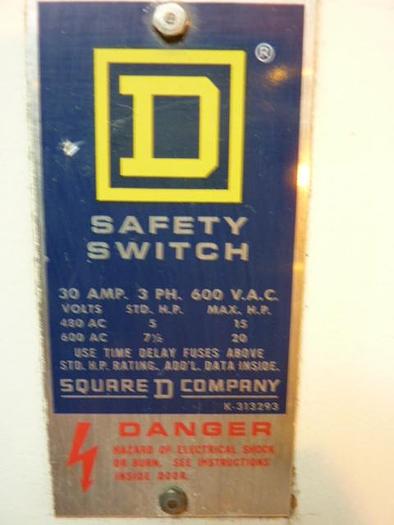 D ®
SAFETY
SWITCH
30 AMP. 3 PH. 600 V.A.C.
VOLTS STD. H.P. MAX. H.P.
480 AC 5 15
600 AC 7½ 20
USE TIME DELAY FUSES ABOVE
STD. H.P. RATING. ADD'L. DATA INSIDE.
SQUARE D COMPANY
K-313293
DANGER
HAZARD OF ELECTRICAL SHOCK
OR BURN. SEE INSTRUCTIONS
INSIDE DOOR.